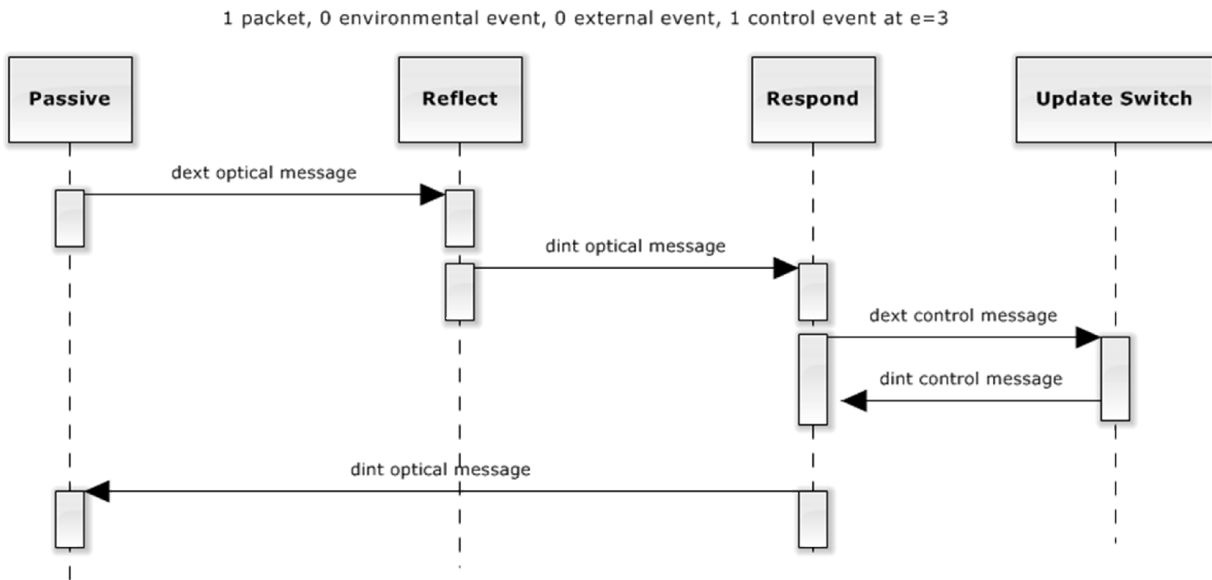 1 packet, 0 environmental event, 0 external event, 1 control event at e=3
Passive
Reflect
Respond
Update Switch
dext optical message
dint optical message
dext control message
dint control message
dint optical message